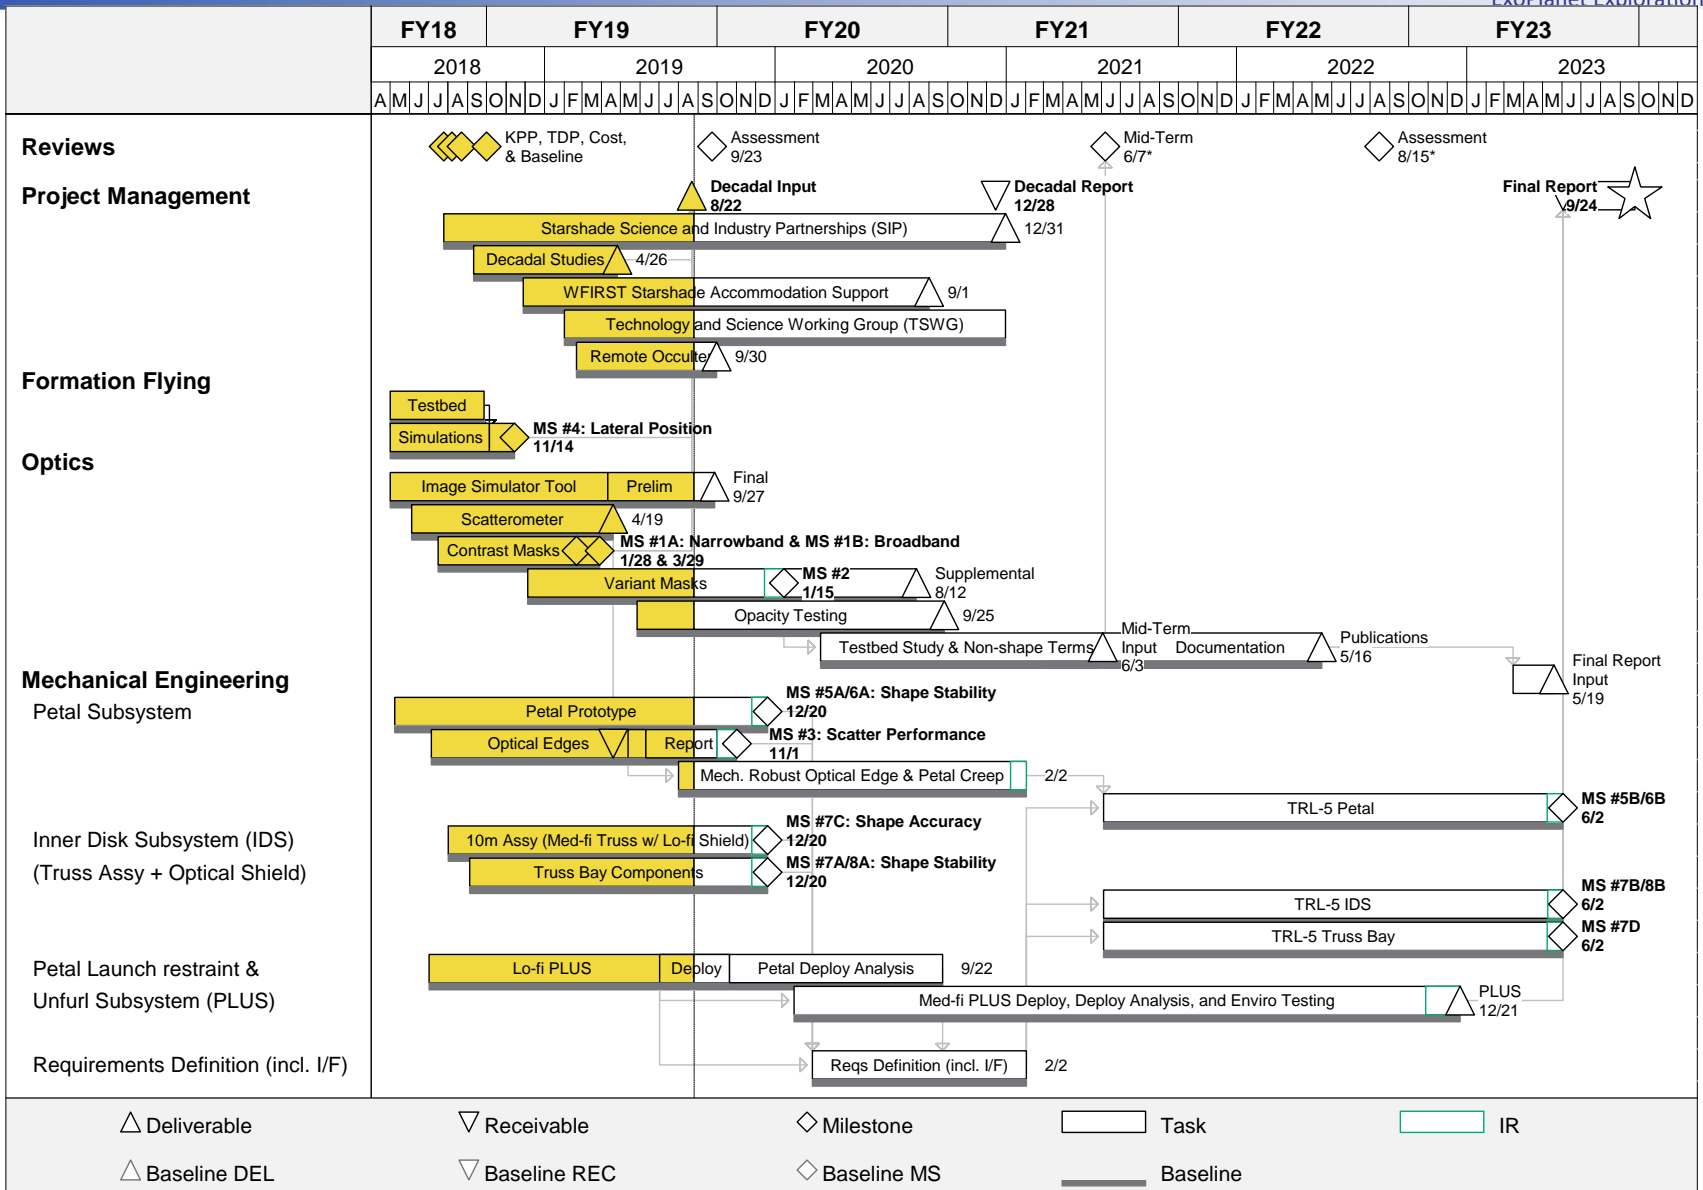 ExoPlanet Exploration
FY18 FY19 FY20 FY21 FY22 FY23
2018 2019 2020 2021 2022 2023
A M J J A S O N D J F M A M J J A S O N D J F M A M J J A S O N D J F M A M J J A S O N D J F M A M J J A S O N D J F M A M J J A S O N D
Reviews
KPP, TDP, Cost,
& Baseline
Assessment
9/23
Mid-Term
6/7*
Assessment
8/15*
Project Management
Decadal Input
8/22
Decadal Report
12/28
Final Report
9/24
Starshade Science and Industry Partnerships (SIP) 12/31
Decadal Studies 4/26
WFIRST Starshade Accommodation Support 9/1
Technology and Science Working Group (TSWG)
Remote Occulter 9/30
Formation Flying
Testbed
Simulations
MS #4: Lateral Position
11/14
Optics
Image Simulator Tool Prelim
Final
9/27
Scatterometer 4/19
Contrast Masks
MS #1A: Narrowband & MS #1B: Broadband
1/28 & 3/29
Variant Masks
MS #2
1/15
Supplemental
8/12
Opacity Testing 9/25
Testbed Study & Non-shape Terms
Mid-Term
Input
6/3
Documentation
Publications
5/16
Final Report
Input
5/19
Mechanical Engineering
Petal Subsystem
Petal Prototype
MS #5A/6A: Shape Stability
12/20
Optical Edges Report
MS #3: Scatter Performance
11/1
Mech. Robust Optical Edge & Petal Creep 2/2
TRL-5 Petal
MS #5B/6B
6/2
Inner Disk Subsystem (IDS)
(Truss Assy + Optical Shield)
10m Assy (Med-fi Truss w/ Lo-fi Shield)
MS #7C: Shape Accuracy
12/20
Truss Bay Components
MS #7A/8A: Shape Stability
12/20
TRL-5 IDS
MS #7B/8B
6/2
TRL-5 Truss Bay
MS #7D
6/2
Petal Launch restraint &
Unfurl Subsystem (PLUS)
Lo-fi PLUS Deploy Petal Deploy Analysis 9/22
Med-fi PLUS Deploy, Deploy Analysis, and Enviro Testing
PLUS
12/21
Requirements Definition (incl. I/F)
Reqs Definition (incl. I/F) 2/2
Deliverable Receivable Milestone Task IR
Baseline DEL Baseline REC Baseline MS Baseline